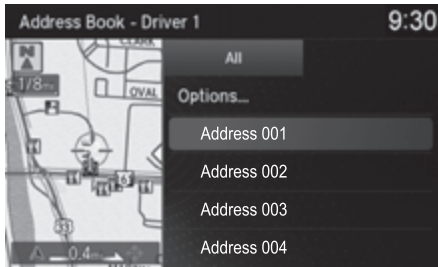 Address Book - Driver 1
9:30
N
CLARK
1/8mi
OVAL
All
Options...
Address 001
Address 002
Address 003
Address 004
0.4mi